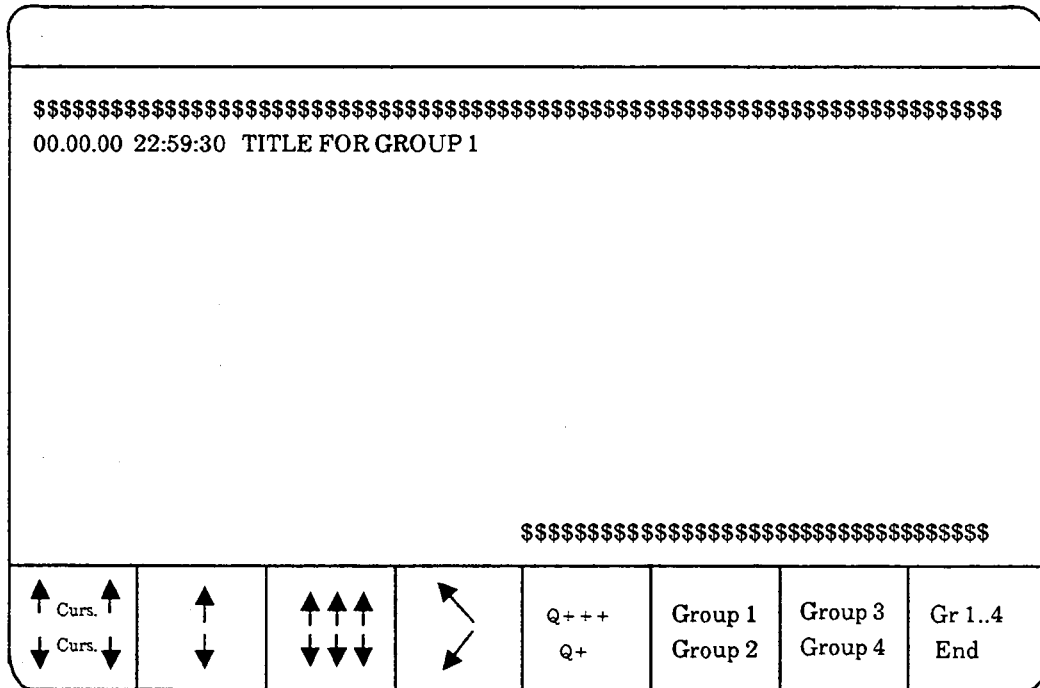 $$$$$$$$$$$$$$$$$$$$$$$$$$$$$$$$$$$$$$$$$$$$$$$$$$$$$$$$$$$$$$$$$$$$$$$$$
00.00.00 22:59:30 TITLE FOR GROUP 1
$$$$$$$$$$$$$$$$$$$$$$$$$$$$$$$$$$$
Curs. Q+++ Group 1 Group 3 Gr 1..4
Curs. Q+ Group 2 Group 4 End